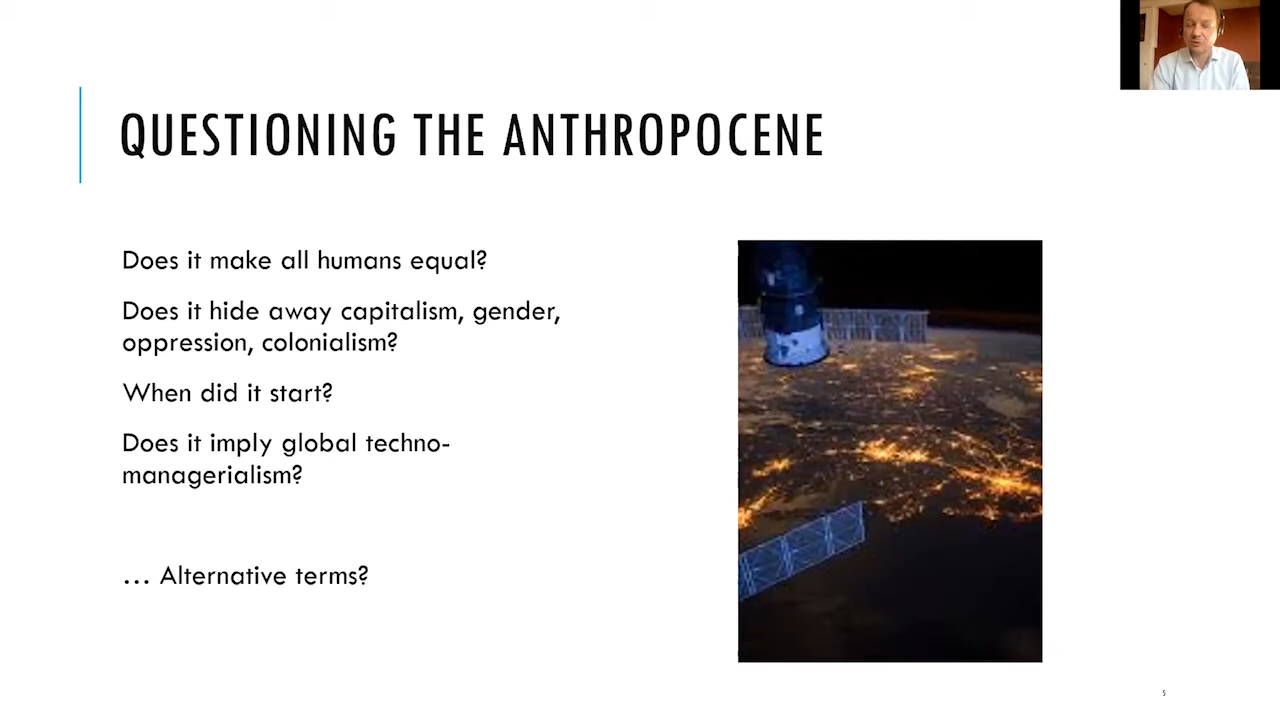 QUESTIONING THE ANTHROPOCENE
Does it make all humans equal?
Does it hide away capitalism, gender,
oppression, colonialism?
When did it start?
Does it imply global techno-
managerialism?
... Alternative terms?
5